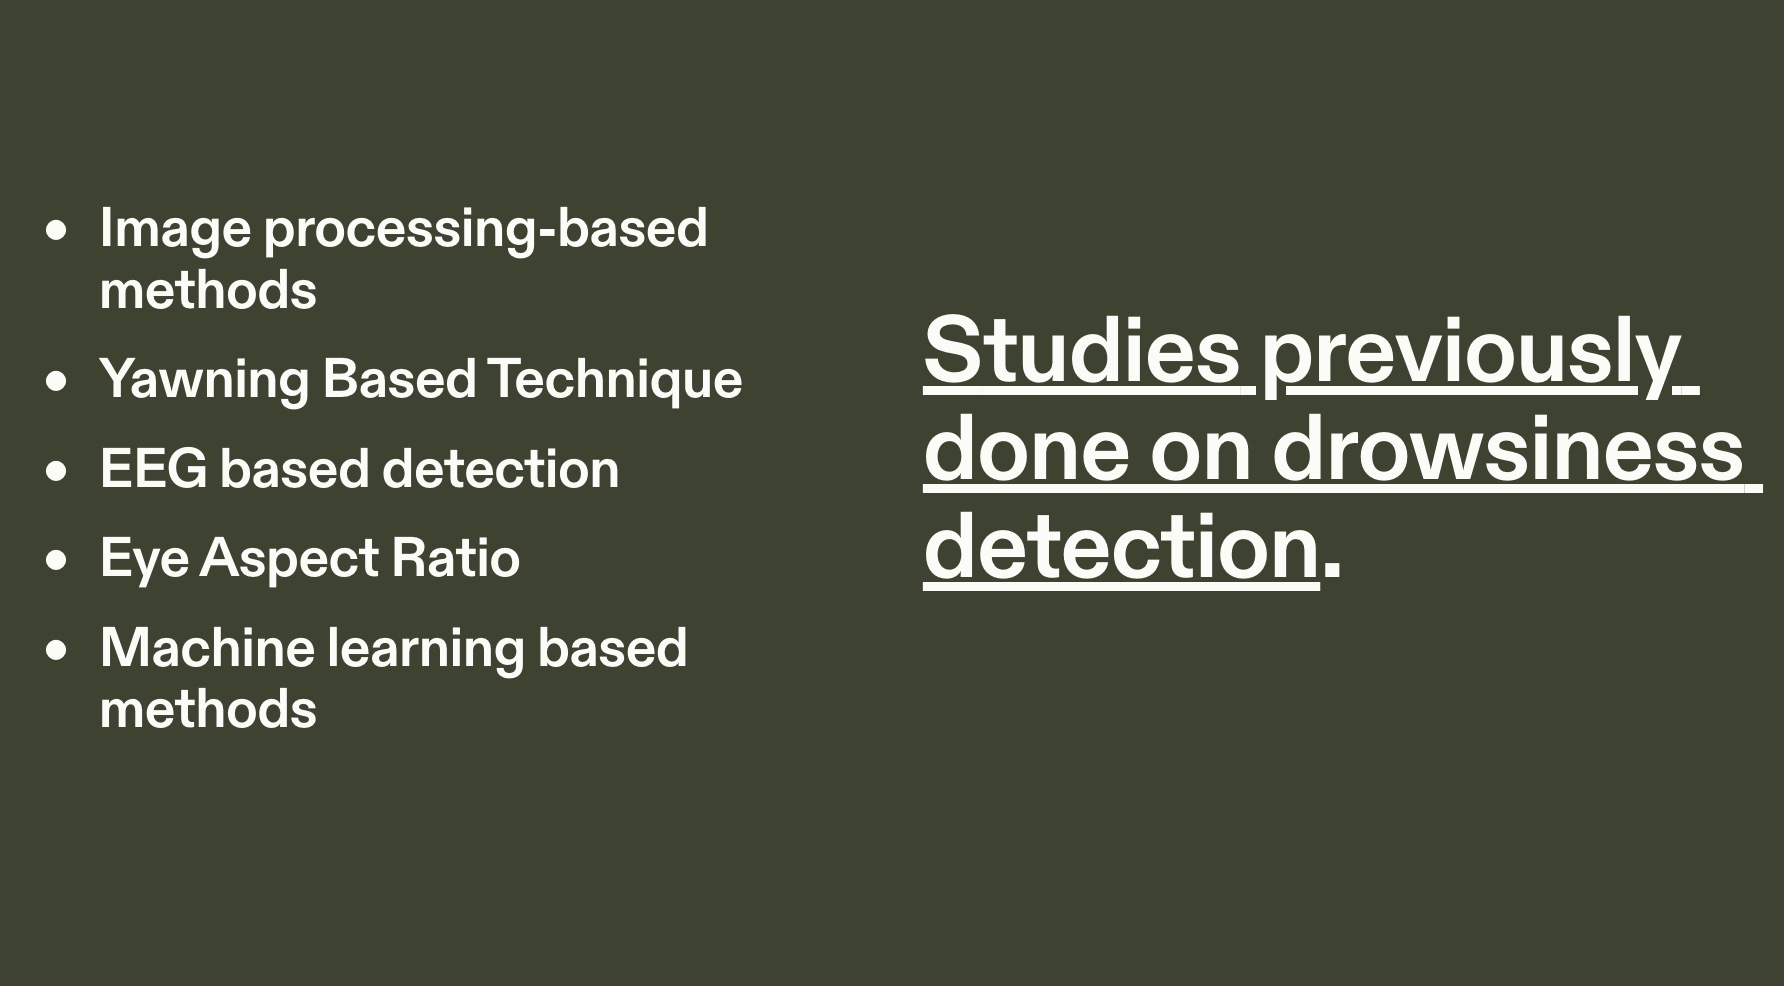 • Image processing-based
methods
• Yawning Based Technique
• EEG based detection
• Eye Aspect Ratio
• Machine learning based
methods
Studies previously
done on drowsiness
detection.